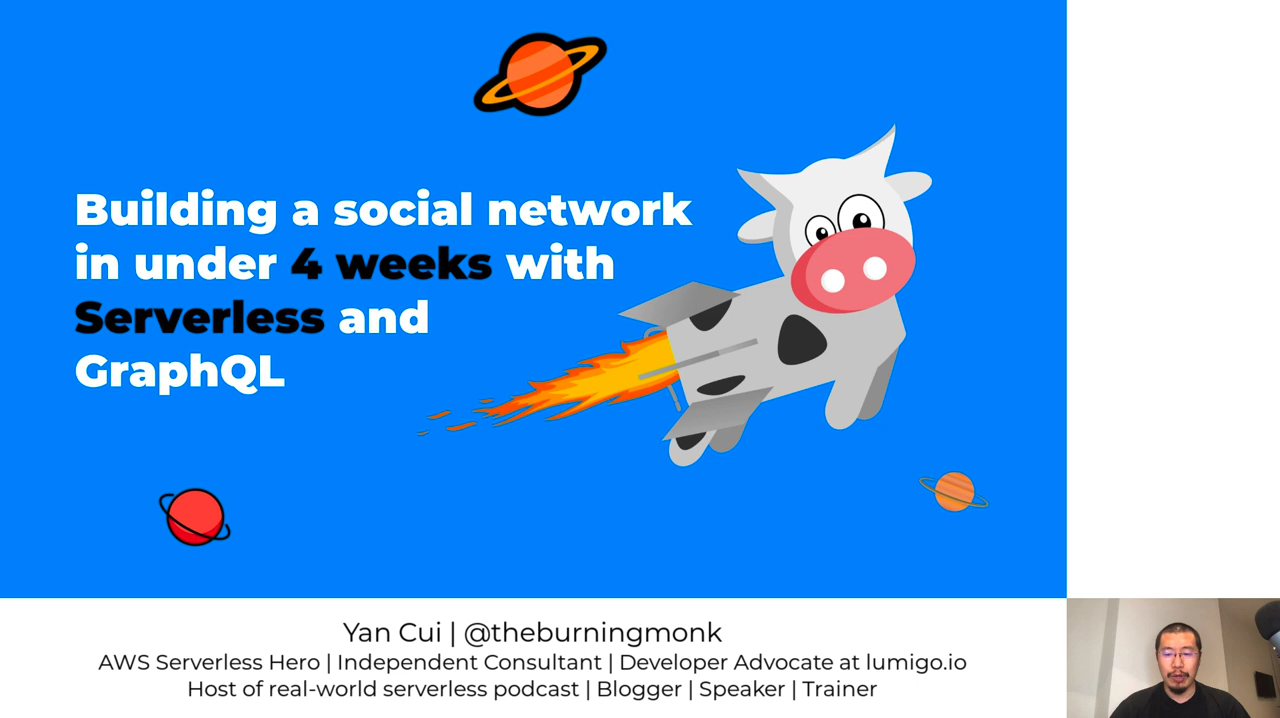 Building a social network
in under 4 weeks with
Serverless and
GraphQL
Yan Cui | @theburningmonk
AWS Serverless Hero | Independent Consultant | Developer Advocate at lumigo.io
Host of real-world serverless podcast | Blogger | Speaker | Trainer